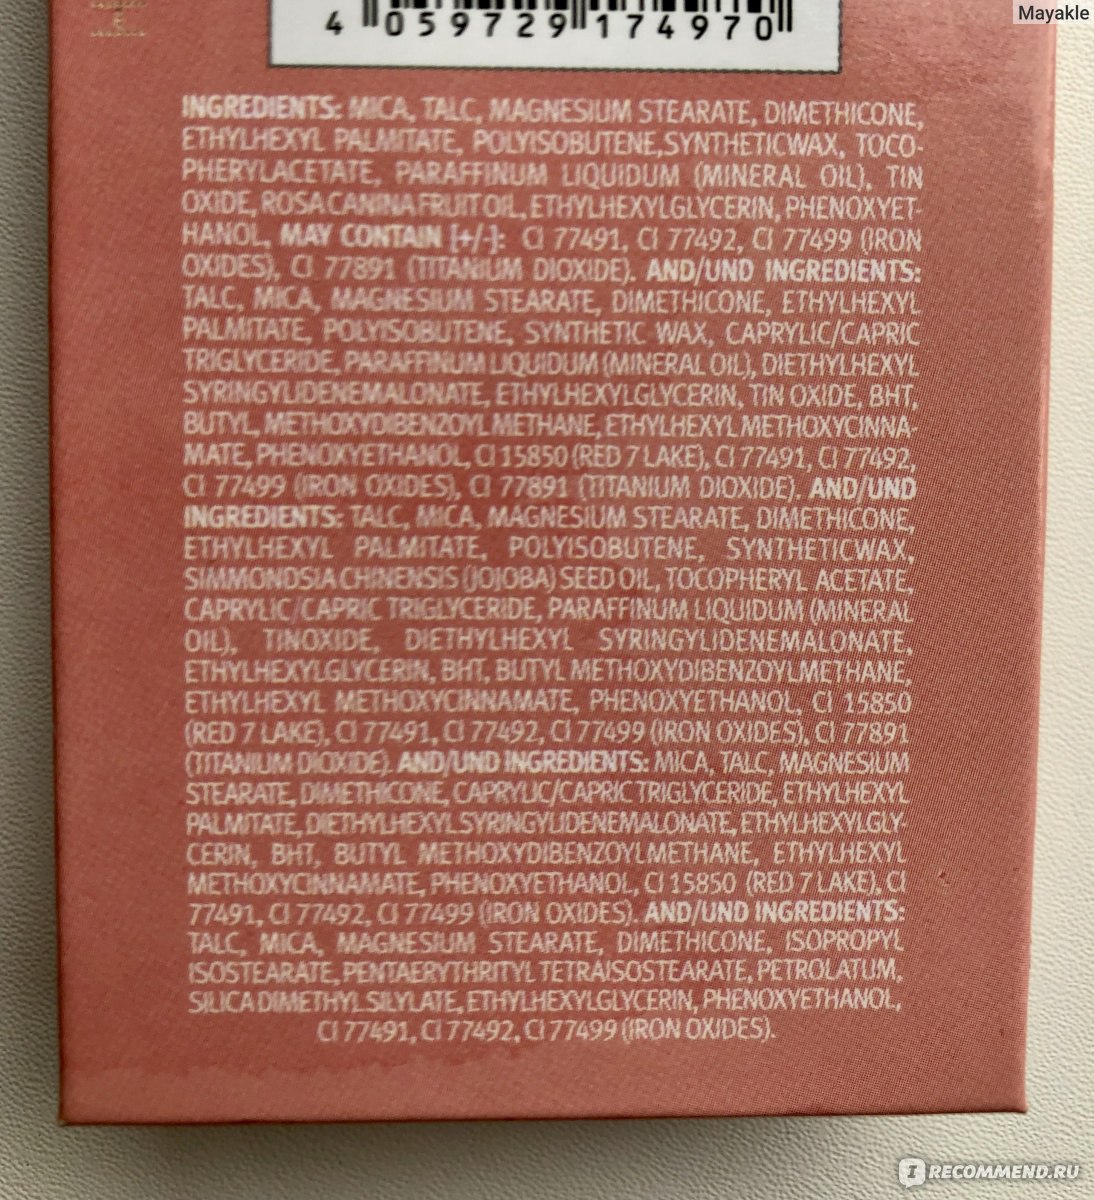 Mayakle
4 059729 174970
INGREDIENTS: MICA, TALC, MAGNESIUM STEARATE, DIMETHICONE,
ETHYLHEXYL PALMITATE, POLYISOBUTENE,SYNTHETICWAX, TOCO-
PHERYLACETATE, PARAFFINUM LIQUIDUM (MINERAL OIL), TIN
OXIDE, ROSA CANINA FRUIT OIL, ETHYLHEXYLGLYCERIN, PHENOXYET-
HANOL, MAY CONTAIN [+/-]: CI 77491, CI 77492, CI 77499 (IRON
OXIDES), CI 77891 (TITANIUM DIOXIDE). AND/UND INGREDIENTS:
TALC, MICA, MAGNESIUM STEARATE, DIMETHICONE, ETHYLHEXYL
PALMITATE, POLYISOBUTENE, SYNTHETIC WAX, CAPRYLIC/CAPRIC
TRIGLYCERIDE, PARAFFINUM LIQUIDUM (MINERAL OIL), DIETHYLHEXYL
SYRINGYLIDENEMALONATE, ETHYLHEXYLGLYCERIN, TIN OXIDE, BHT,
BUTYL, METHOXYDIBENZOYL METHANE, ETHYLHEXYL METHOXYCINNA-
MATE, PHENOXYETHANOL, CI 15850 (RED 7 LAKE), CI 77491, CI 77492,
CI 77499 (IRON OXIDES), CI 77891 (TITANIUM DIOXIDE). AND/UND
INGREDIENTS: TALC, MICA, MAGNESIUM STEARATE, DIMETHICONE,
ETHYLHEXYL PALMITATE, POLYISOBUTENE, SYNTHETICWAX,
SIMMONDSIA CHINENSIS (JOJOBA) SEED OIL, TOCOPHERYL ACETATE,
CAPRYLIC/CAPRIC TRIGLYCERIDE, PARAFFINUM LIQUIDUM (MINERAL
OIL), TINOXIDE, DIETHYLHEXYL SYRINGYLIDENEMALONATE,
ETHYLHEXYLGLYCERIN, BHT, BUTYL METHOXYDIBENZOYLMETHANE,
ETHYLHEXYL METHOXYCINNAMATE, PHENOXYETHANOL, CI 15850
(RED 7 LAKE), CI 77491, CI 77492, CI 77499 (IRON OXIDES), CI 77891
(TITANIUM DIOXIDE). AND/UND INGREDIENTS: MICA, TALC, MAGNESIUM
STEARATE, DIMETHICONE, CAPRYLIC/CAPRIC TRIGLYCERIDE, ETHYLHEXYL
PALMITATE, DIETHYLHEXYL SYRINGYLIDENEMALONATE, ETHYLHEXYLGLY-
CERIN, BHT, BUTYL METHOXYDIBENZOYLMETHANE, ETHYLHEXYL
METHOXYCINNAMATE, PHENOXYETHANOL, CI 15850 (RED 7 LAKE), CI
77491, CI 77492, CI 77499 (IRON OXIDES). AND/UND INGREDIENTS:
TALC, MICA, MAGNESIUM STEARATE, DIMETHICONE, ISOPROPYL
ISOSTEARATE, PENTAERYTHRITYL TETRAISOSTEARATE, PETROLATUM,
SILICA DIMETHYL SILYLATE, ETHYLHEXYLGLYCERIN, PHENOXYETHANOL,
CI 77491, CI 77492, CI 77499 (IRON OXIDES).
IRECOMMEND.RU